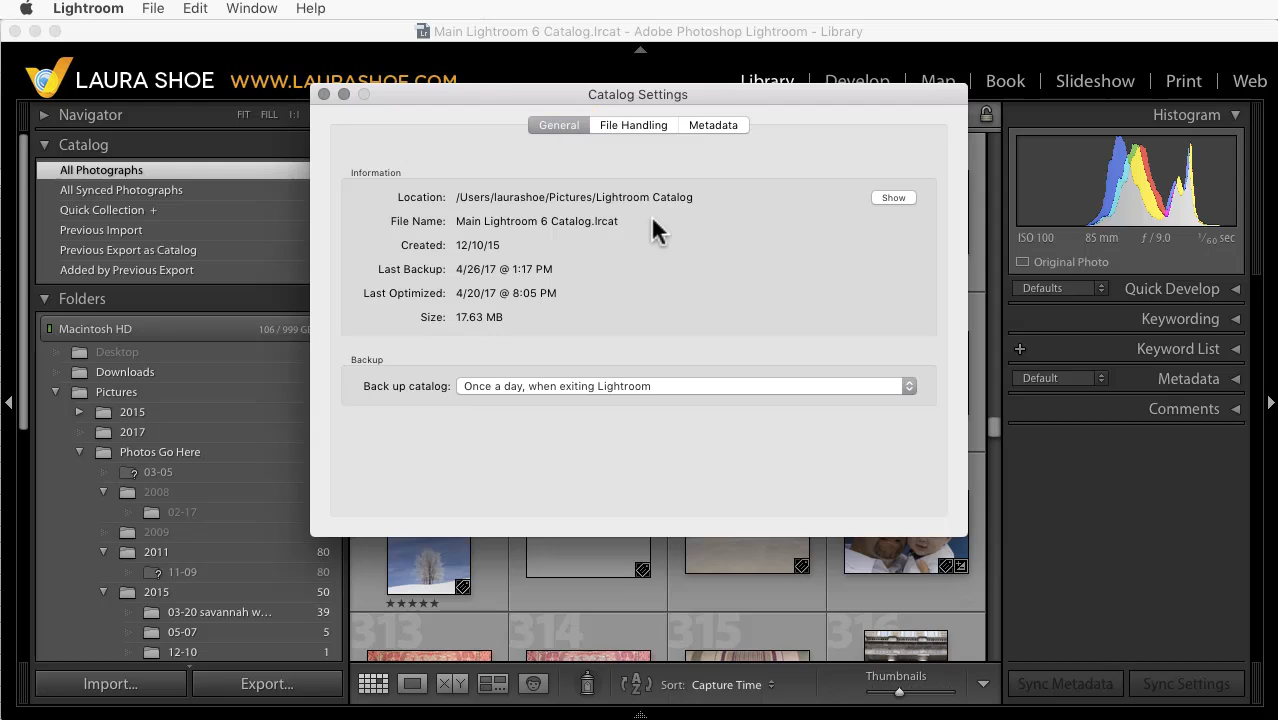 Lightroom File Edit Window Help
Main Lightroom 6 Catalog.lrcat - Adobe Photoshop Lightroom - Library
LAURA SHOE WWW.LAURASHOE.COM
Library Develop Map Book Slideshow Print Web
Navigator FIT FILL 1:1
Catalog
All Photographs
All Synced Photographs
Quick Collection +
Previous Import
Previous Export as Catalog
Added by Previous Export
Folders
Macintosh HD 106 / 999 G
Desktop
Downloads
Pictures
2015
2017
Photos Go Here
03-05
2008
02-17
2009
2011 80
11-09 80
2015 50
03-20 savannah w... 39
05-07 5
12-10 1
Import... Export...
Catalog Settings
General File Handling Metadata
Information
Location: /Users/laurashoe/Pictures/Lightroom Catalog Show
File Name: Main Lightroom 6 Catalog.lrcat
Created: 12/10/15
Last Backup: 4/26/17 @ 1:17 PM
Last Optimized: 4/20/17 @ 8:05 PM
Size: 17.63 MB
Backup
Back up catalog: Once a day, when exiting Lightroom
313 314 315 316
Sort: Capture Time
Thumbnails
Histogram
ISO 100 85 mm ƒ / 9.0 1/60 sec
Original Photo
Defaults Quick Develop
Keywording
+ Keyword List
Default Metadata
Comments
Sync Metadata Sync Settings